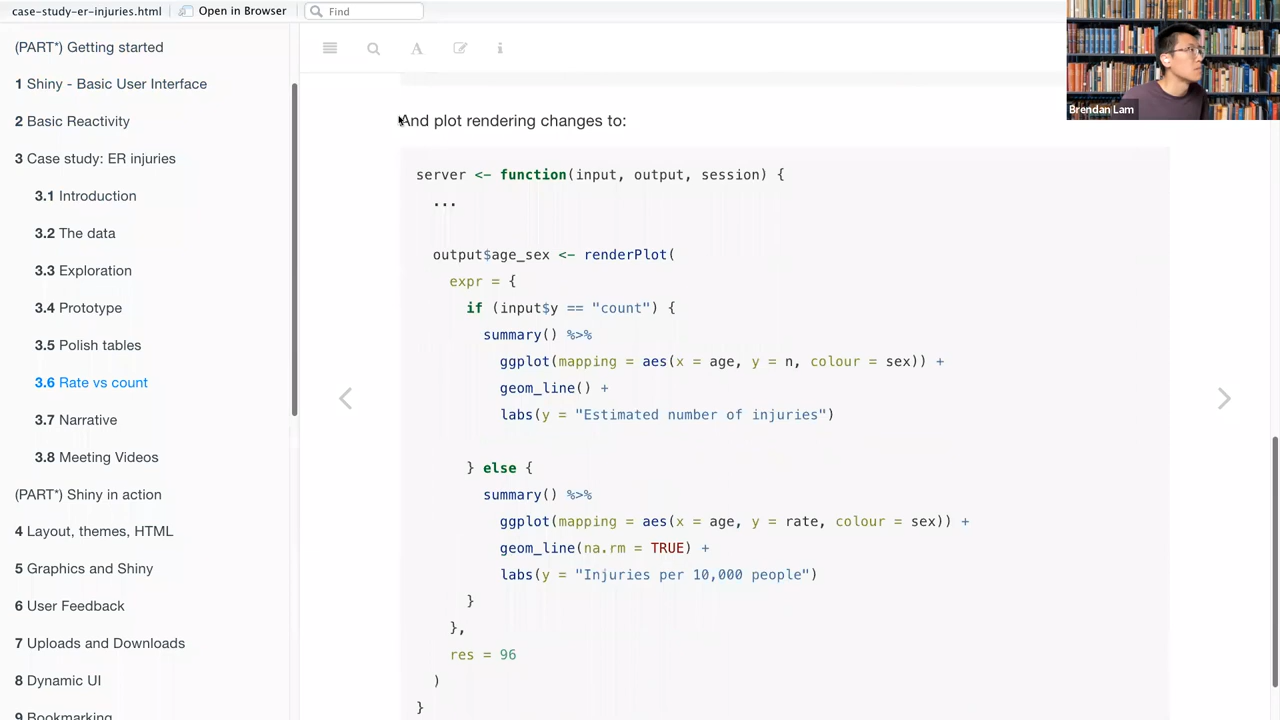 case-study-er-injuries.html Open in Browser Find
(PART*) Getting started
1 Shiny - Basic User Interface
2 Basic Reactivity
3 Case study: ER injuries
3.1 Introduction
3.2 The data
3.3 Exploration
3.4 Prototype
3.5 Polish tables
3.6 Rate vs count
3.7 Narrative
3.8 Meeting Videos
(PART*) Shiny in action
4 Layout, themes, HTML
5 Graphics and Shiny
6 User Feedback
7 Uploads and Downloads
8 Dynamic UI
9 Bookmarking
A
i
And plot rendering changes to:
server <- function(input, output, session) {
...
output$age_sex <- renderPlot(
expr = {
if (input$y == "count") {
summary() %>%
ggplot(mapping = aes(x = age, y = n, colour = sex)) +
geom_line() +
labs(y = "Estimated number of injuries")
} else {
summary() %>%
ggplot(mapping = aes(x = age, y = rate, colour = sex)) +
geom_line(na.rm = TRUE) +
labs(y = "Injuries per 10,000 people")
}
},
res = 96
)
}
Brendan Lam